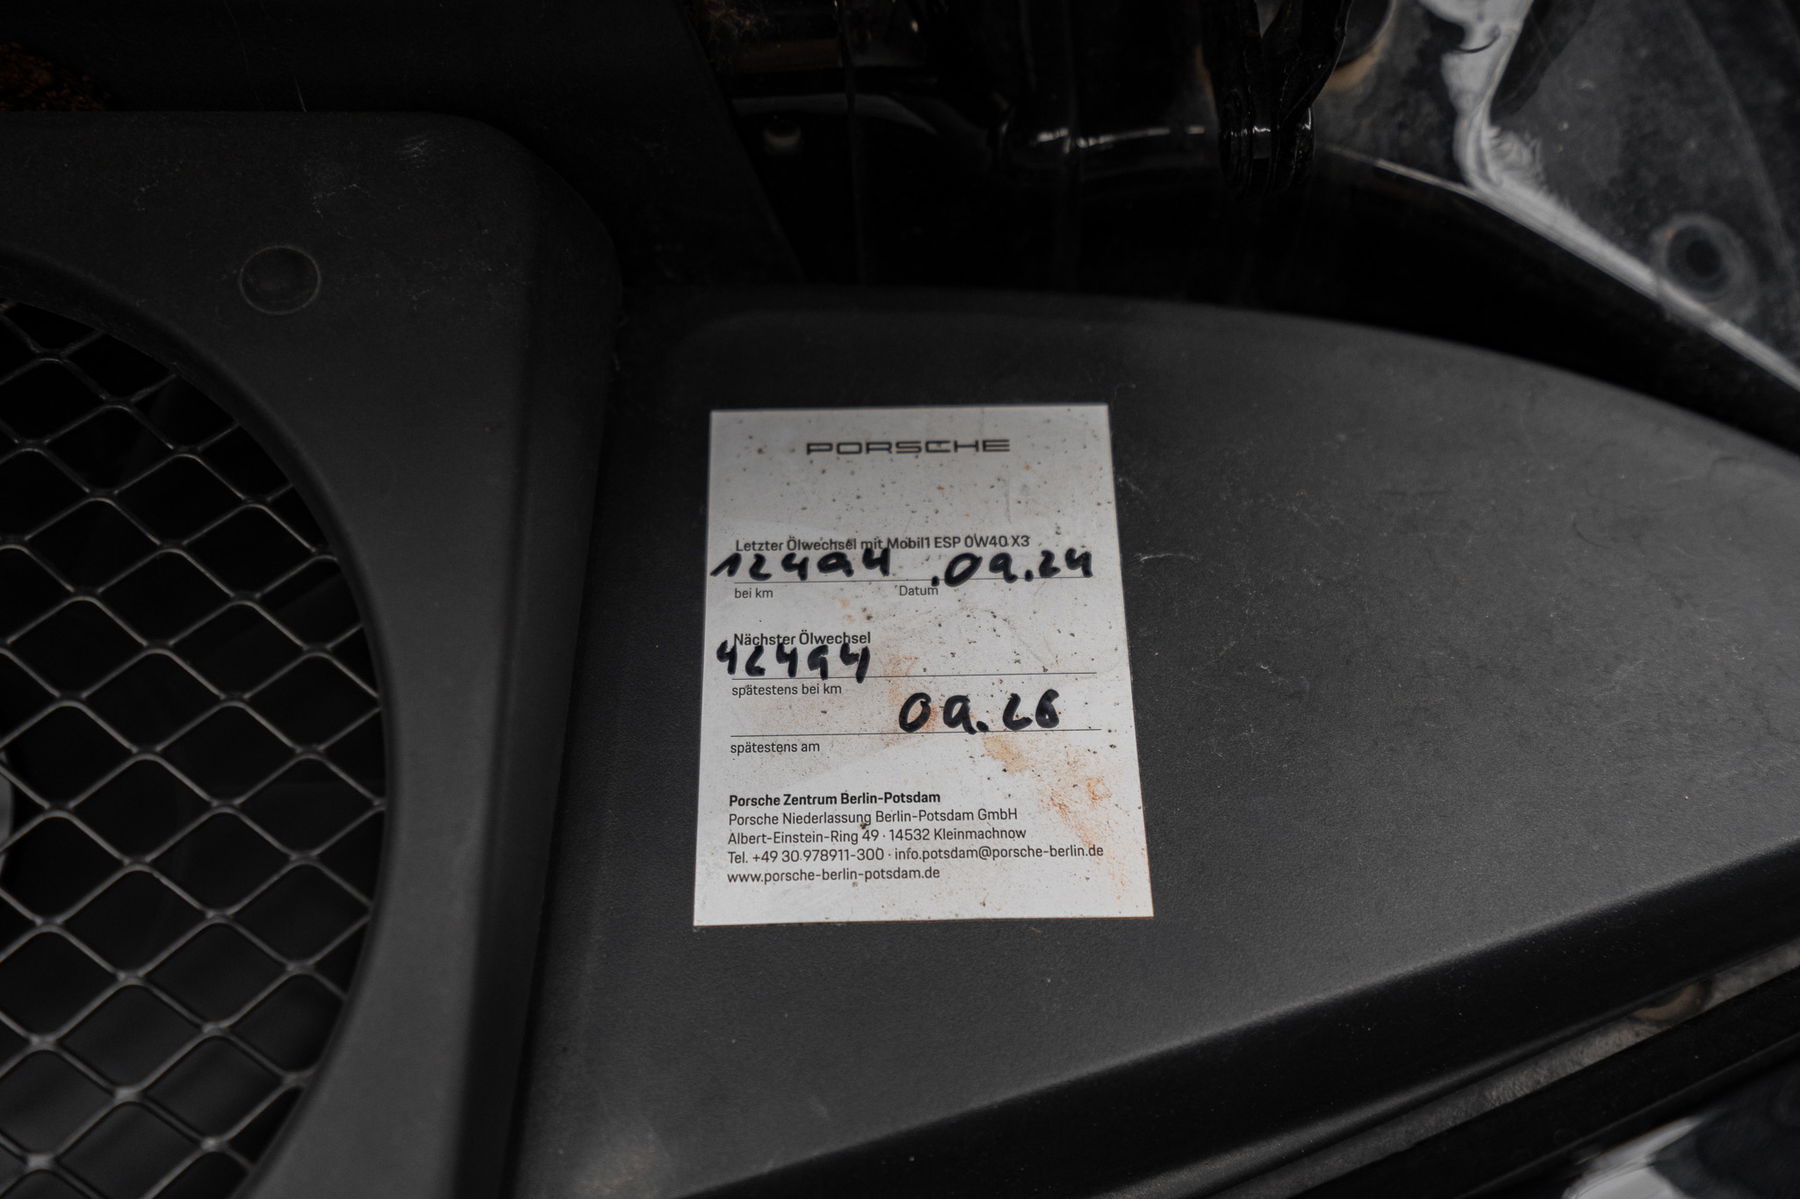 PORSCHE
Letzter Ölwechsel mit Mobil1 ESP 0W40 X3
12494 .09.24
bei km Datum
Nächster Ölwechsel
42494
spätestens bei km
09.26
spätestens am
Porsche Zentrum Berlin-Potsdam
Porsche Niederlassung Berlin-Potsdam GmbH
Albert-Einstein-Ring 49 · 14532 Kleinmachnow
Tel. +49 30 978911-300 · info.potsdam@porsche-berlin.de
www.porsche-berlin-potsdam.de